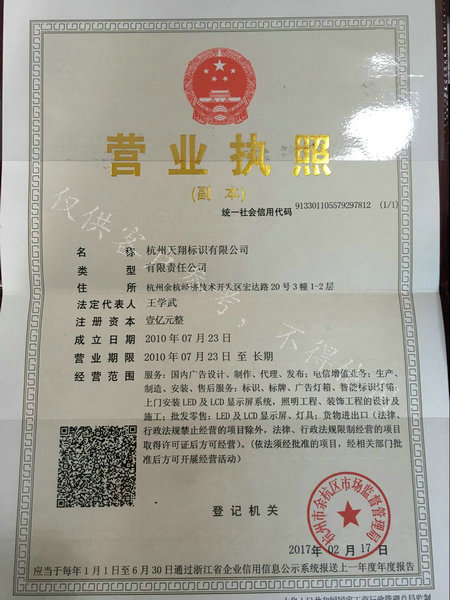 营业执照
(副本)
统一社会信用代码 913301105579297812 (1/1)
名称 杭州天翔标识有限公司
类型 有限责任公司
住所 杭州余杭经济技术开发区宏达路20号3幢1-2层
法定代表人 王学武
注册资本 壹亿元整
成立日期 2010年07月23日
营业期限 2010年07月23日至长期
经营范围 服务:国内广告设计、制作、代理、发布;电信增值业务;生产、
制造、安装、售后服务:标识、标牌、广告灯箱、智能标识灯箱;
上门安装LED及LCD显示屏系统,照明工程、装饰工程的设计及
施工;批发零售:LED及LCD显示屏、灯具;货物进出口(法律、
行政法规禁止经营的项目除外,法律、行政法规限制经营的项目
取得许可证后方可经营)。(依法须经批准的项目,经相关部门批
准后方可开展经营活动)
仅供客户参考,不得
登记机关
杭州市余杭区市场监督管理局
2017年02月17日
应当于每年1月1日至6月30日通过浙江省企业信用信息公示系统报送上一年度年度报告